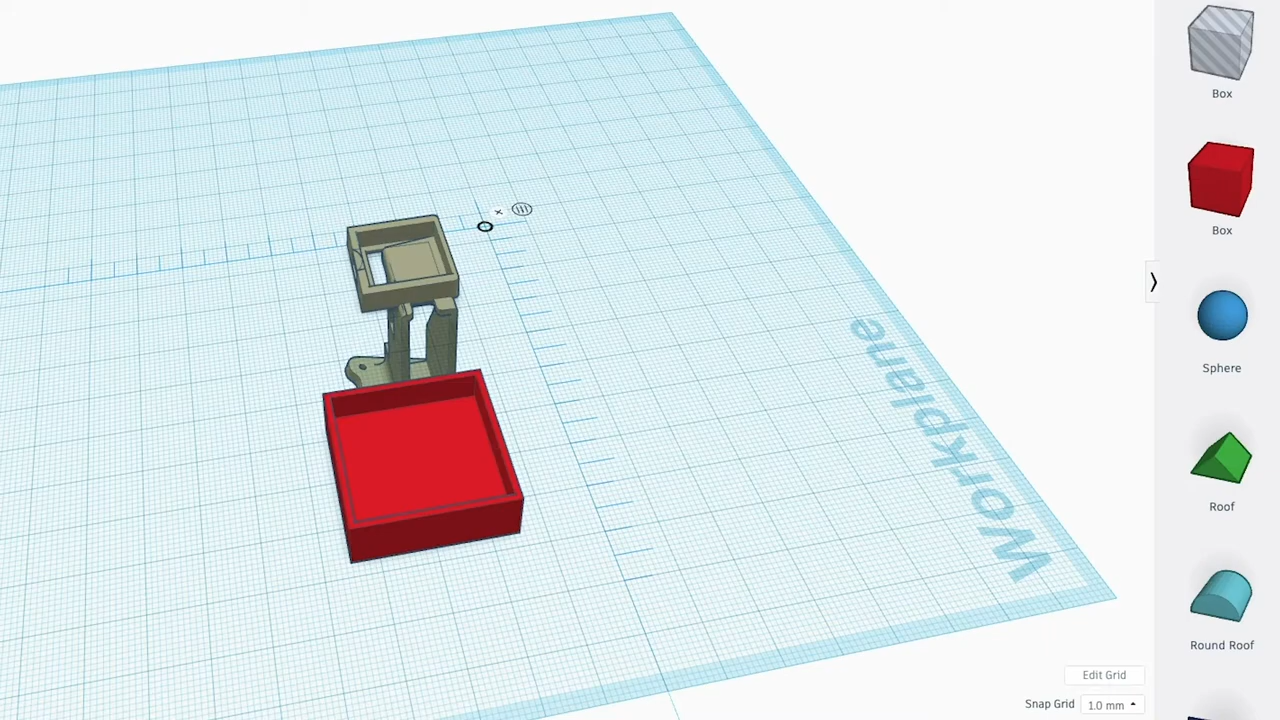 Box
Box
Sphere
Roof
Round Roof
Workplane
Edit Grid
Snap Grid 1.0 mm